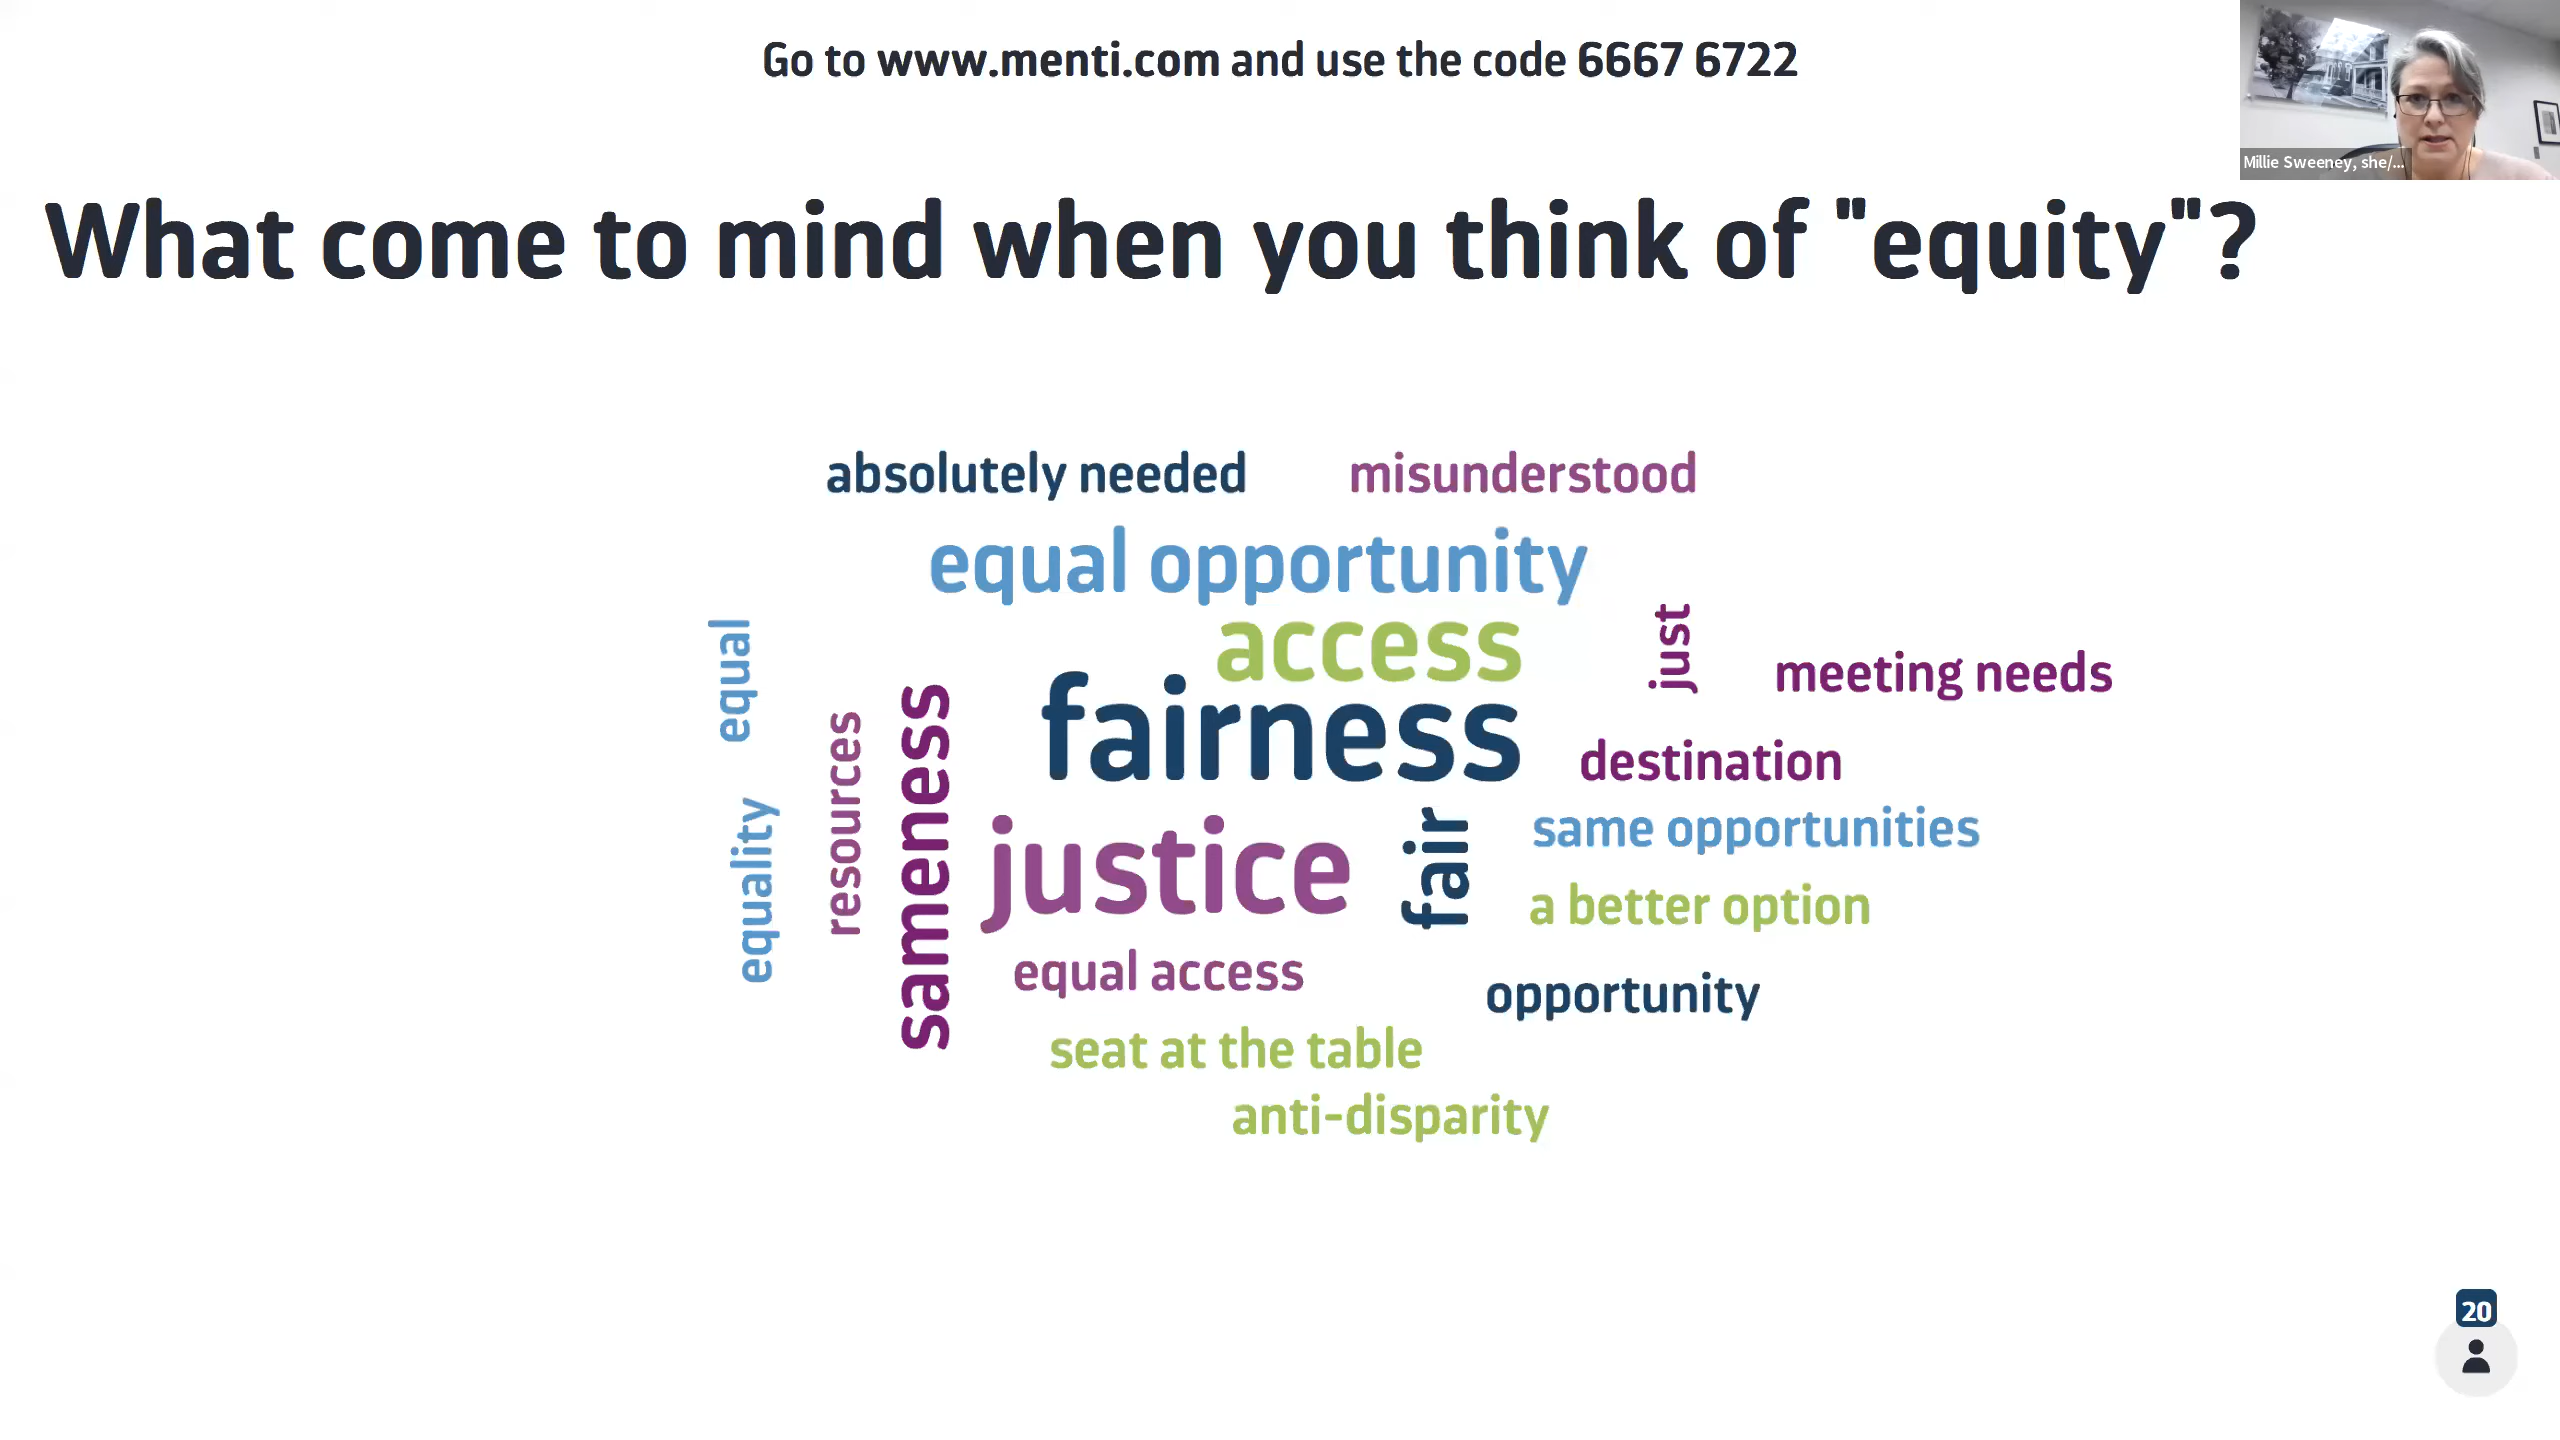 Go to www.menti.com and use the code 6667 6722
Millie Sweeney, she/...
What come to mind when you think of "equity"?
absolutely needed
misunderstood
equal opportunity
access
just
equal
meeting needs
fairness
sameness
resources
destination
equality
justice
fair
same opportunities
a better option
equal access
opportunity
seat at the table
anti-disparity
20